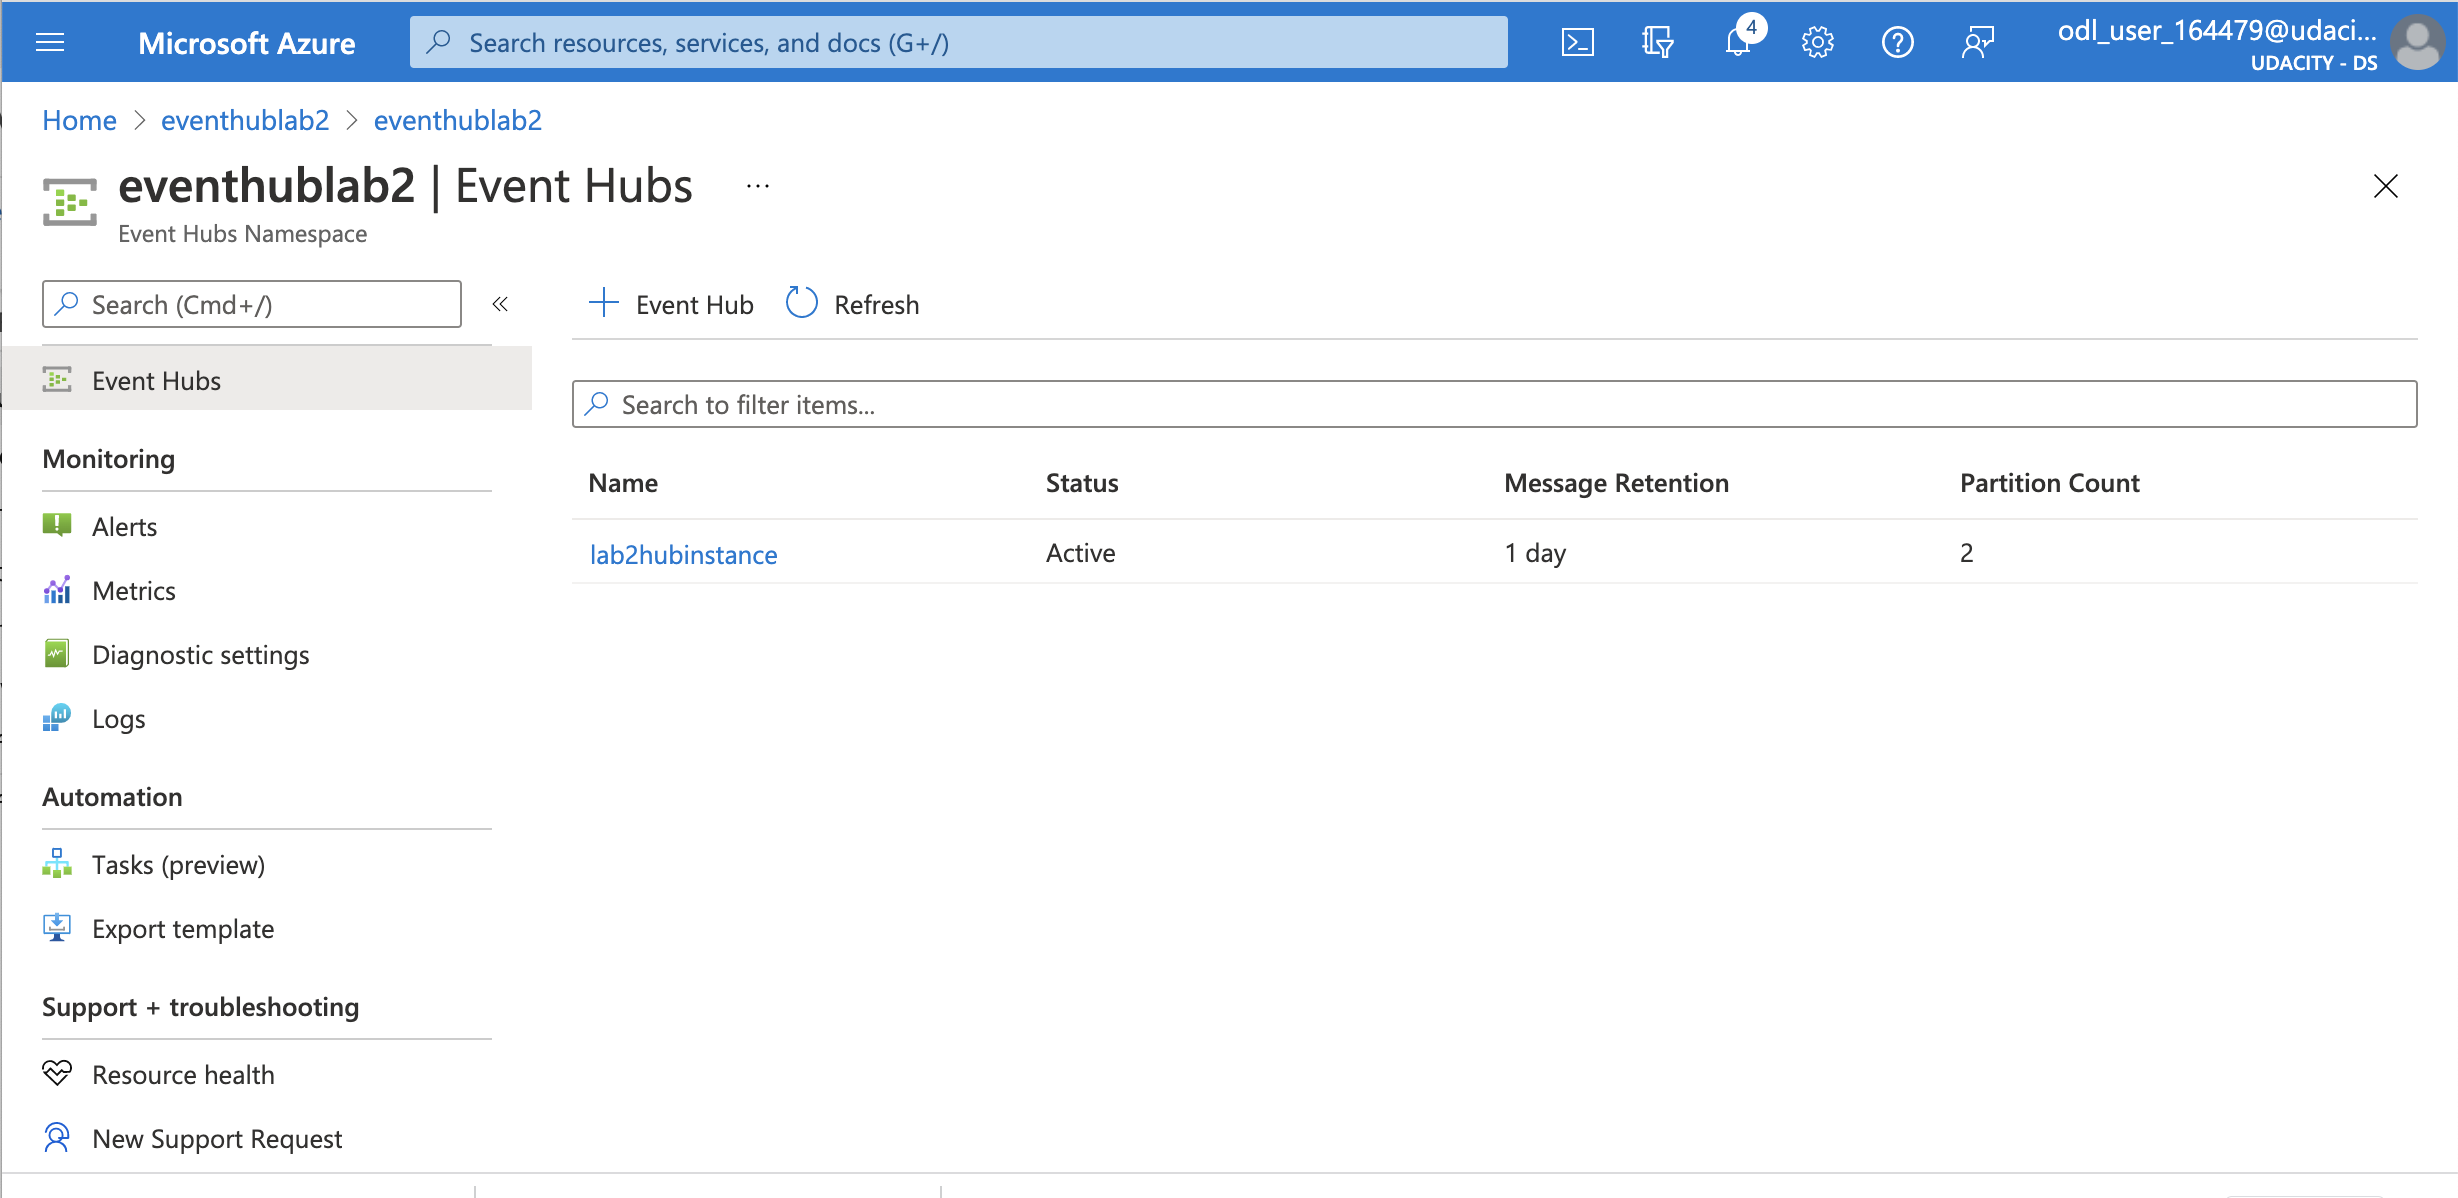 Microsoft Azure
Search resources, services, and docs (G+/)
4
odl_user_164479@udaci...
UDACITY - DS
Home > eventhublab2 > eventhublab2
eventhublab2 | Event Hubs ...
Event Hubs Namespace
Search (Cmd+/)
«
Event Hub
Refresh
Event Hubs
Search to filter items...
Monitoring
Alerts
Metrics
Diagnostic settings
Logs
Automation
Tasks (preview)
Export template
Support + troubleshooting
Resource health
New Support Request
Name Status Message Retention Partition Count
lab2hubinstance Active 1 day 2